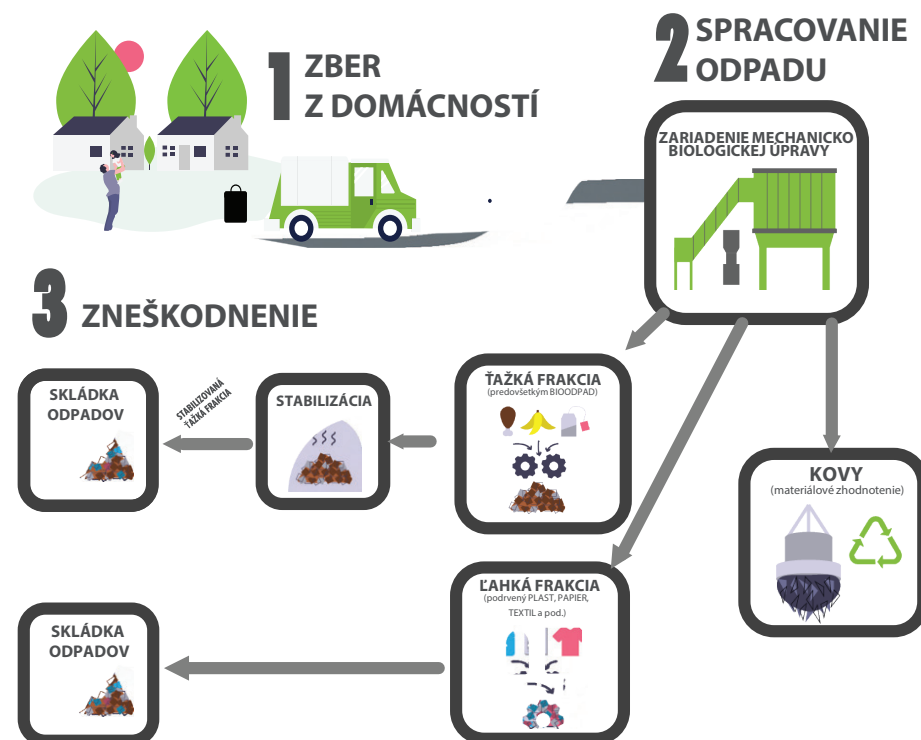 1 ZBER
Z DOMÁCNOSTÍ
2 SPRACOVANIE
ODPADU
ZARIADENIE MECHANICKO
BIOLOGICKEJ ÚPRAVY
3 ZNEŠKODNENIE
ŤAŽKÁ FRAKCIA
(predovšetkým BIOODPAD)
STABILIZÁCIA
STABILIZOVANÁ
ŤAŽKÁ FRAKCIA
SKLÁDKA
ODPADOV
KOVY
(materiálové zhodnotenie)
ĽAHKÁ FRAKCIA
(podrvený PLAST, PAPIER,
TEXTIL a pod.)
SKLÁDKA
ODPADOV